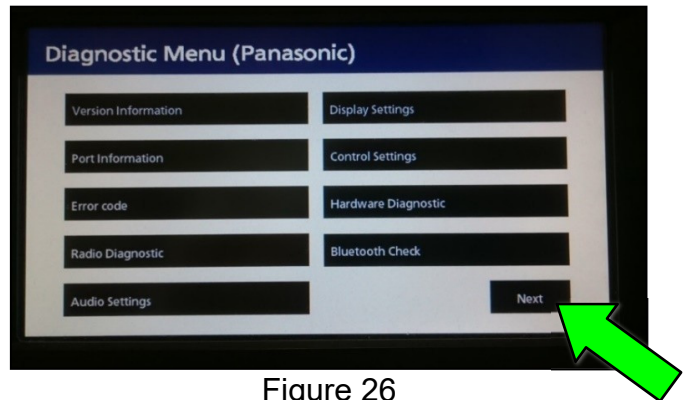 Diagnostic Menu (Panasonic)
Version Information
Display Settings
Port Information
Control Settings
Error code
Hardware Diagnostic
Radio Diagnostic
Bluetooth Check
Audio Settings
Next
Figure 26